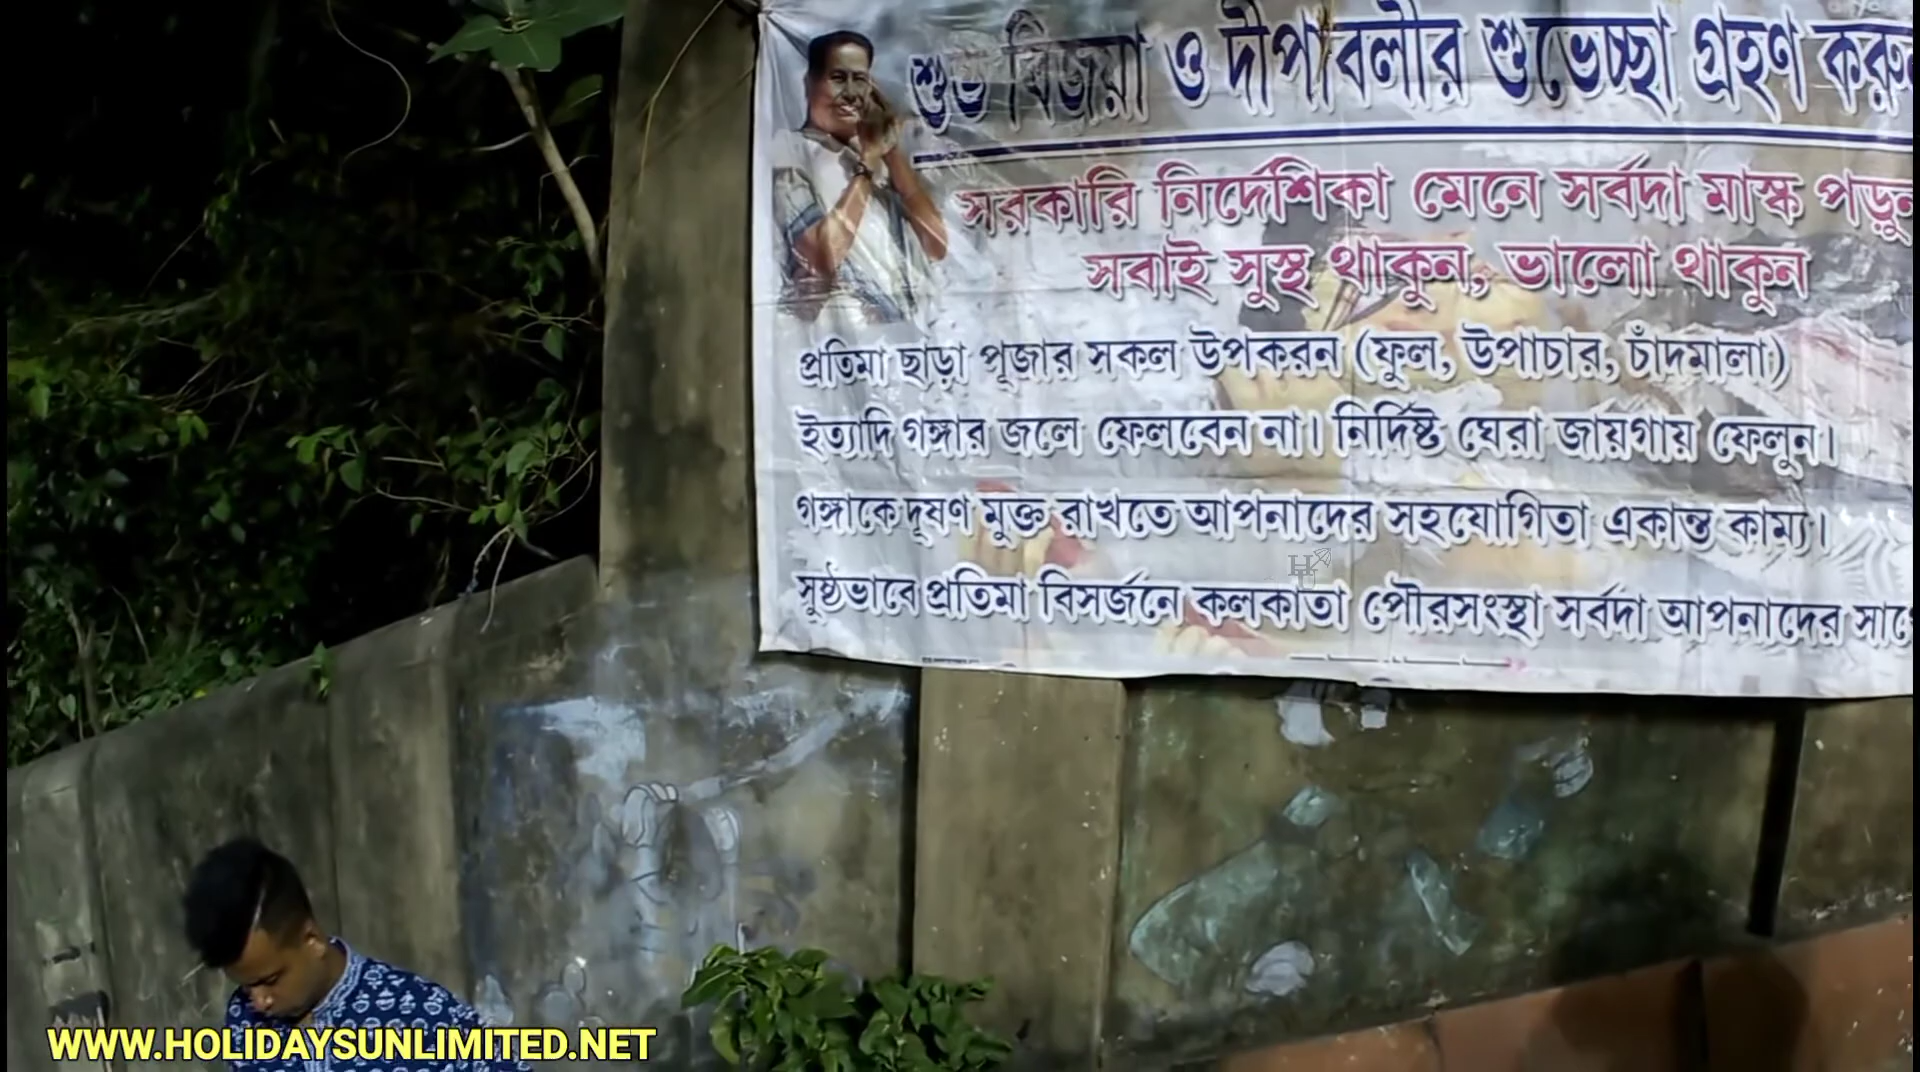 শুভ বিজয়া ও দীপাবলীর শুভেচ্ছা গ্রহণ করুন
সরকারি নির্দেশিকা মেনে সর্বদা মাস্ক পড়ুন
সবাই সুস্থ থাকুন, ভালো থাকুন
প্রতিমা ছাড়া পূজার সকল উপকরন (ফুল, উপাচার, চাঁদমালা)
ইত্যাদি গঙ্গার জলে ফেলবেন না। নির্দিষ্ট ঘেরা জায়গায় ফেলুন।
গঙ্গাকে দূষণ মুক্ত রাখতে আপনাদের সহযোগিতা একান্ত কাম্য।
সুষ্ঠভাবে প্রতিমা বিসর্জনে কলকাতা পৌরসংস্থা সর্বদা আপনাদের সাথে
WWW.HOLIDAYSUNLIMITED.NET